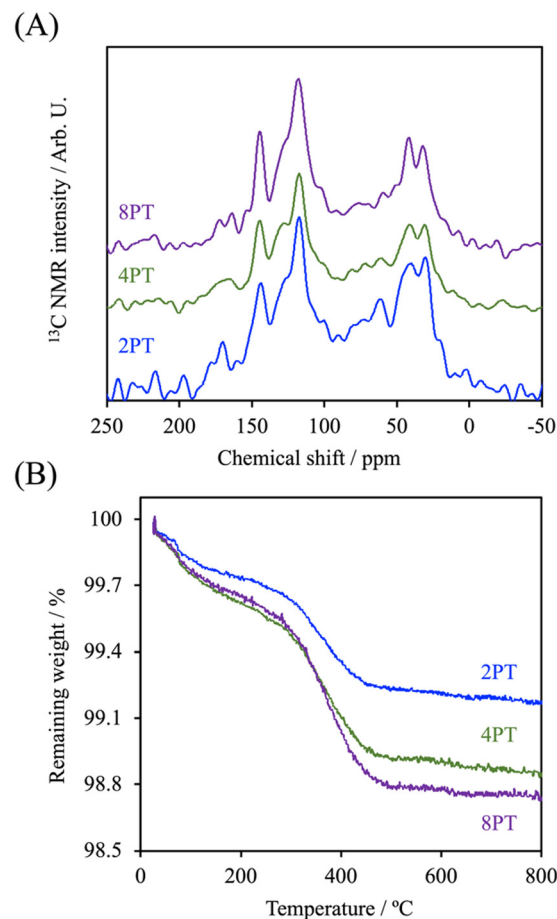 (A)
¹³C NMR intensity / Arb. U.
8PT
4PT
2PT
250 200 150 100 50 0 -50
Chemical shift / ppm
(B)
Remaining weight / %
100
99.7
99.4
99.1
98.8
98.5
2PT
4PT
8PT
0 200 400 600 800
Temperature / ºC